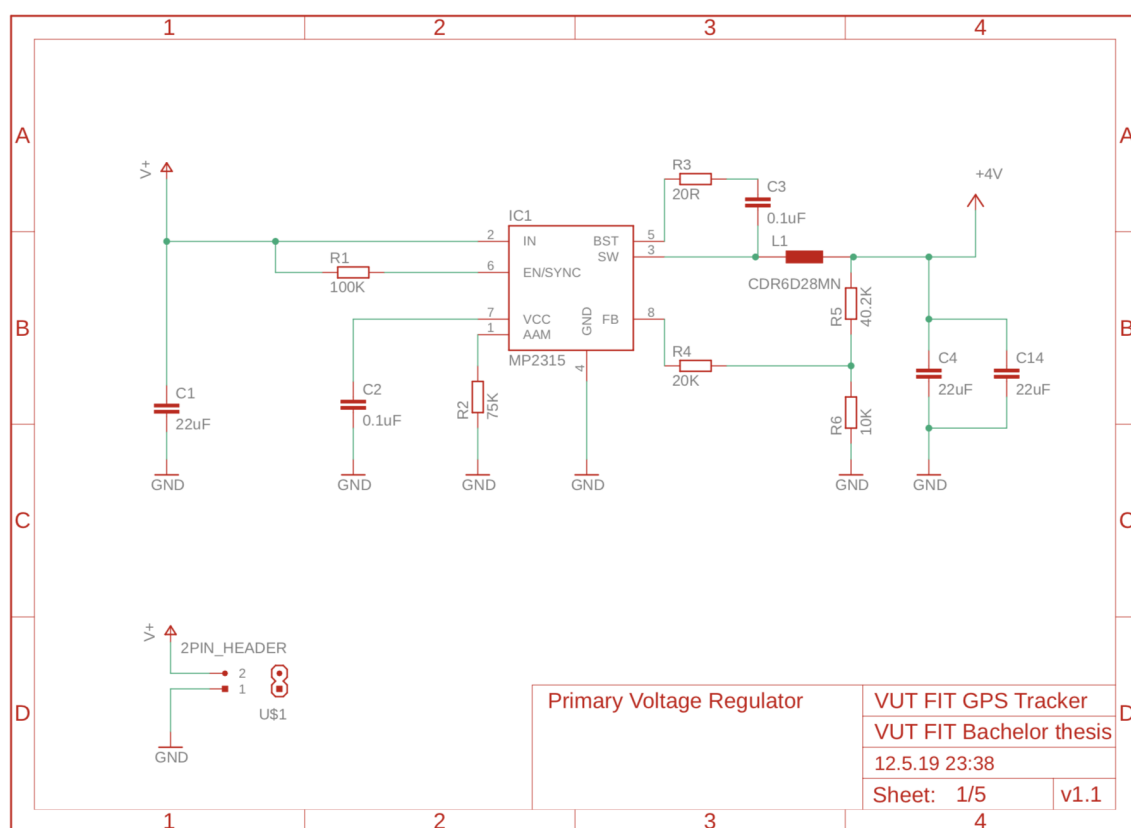 1 2 3 4
A A
V+
R3
20R
C3
0.1uF
+4V
IC1
2 IN BST 5
SW 3
L1
CDR6D28MN
R1
100K
6 EN/SYNC
R5
40.2K
B B
7 VCC GND FB 8
1 AAM
MP2315
4
R4
20K
C4
22uF
C14
22uF
C1
22uF
C2
0.1uF
R2
75K
R6
10K
GND GND GND GND GND GND
C C
V+
2PIN_HEADER
2
1
U$1
GND
D D
Primary Voltage Regulator
VUT FIT GPS Tracker
VUT FIT Bachelor thesis
12.5.19 23:38
Sheet: 1/5 v1.1
1 2 3 4